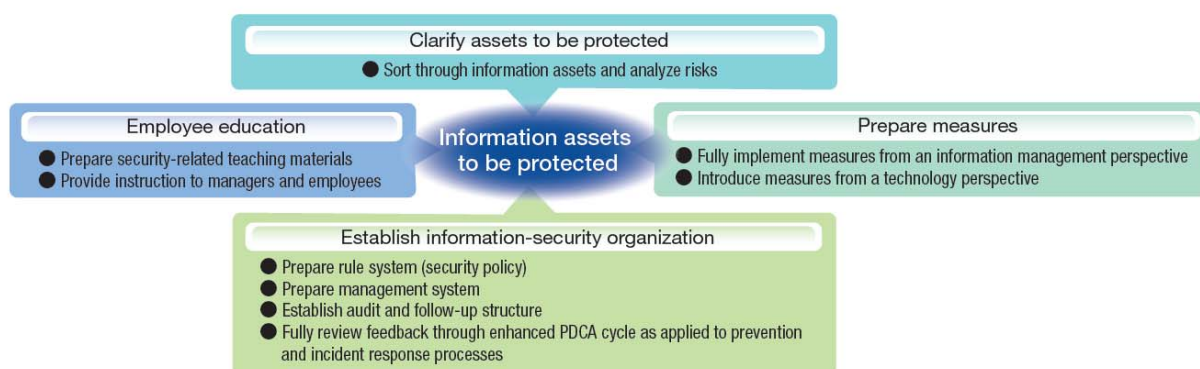 Clarify assets to be protected
● Sort through information assets and analyze risks
Employee education
● Prepare security-related teaching materials
● Provide instruction to managers and employees
Information assets
to be protected
Prepare measures
● Fully implement measures from an information management perspective
● Introduce measures from a technology perspective
Establish information-security organization
● Prepare rule system (security policy)
● Prepare management system
● Establish audit and follow-up structure
● Fully review feedback through enhanced PDCA cycle as applied to prevention
and incident response processes